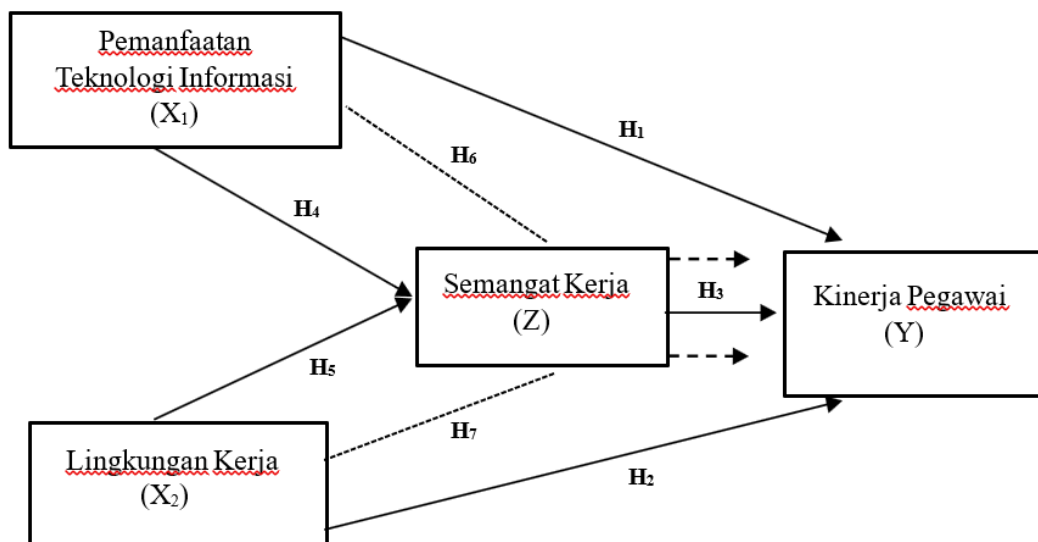 Pemanfaatan
Teknologi Informasi
(X₁)
H₁
H₆
H₄
Semangat Kerja
(Z)
H₃
Kinerja Pegawai
(Y)
H₅
H₇
Lingkungan Kerja
(X₂)
H₂